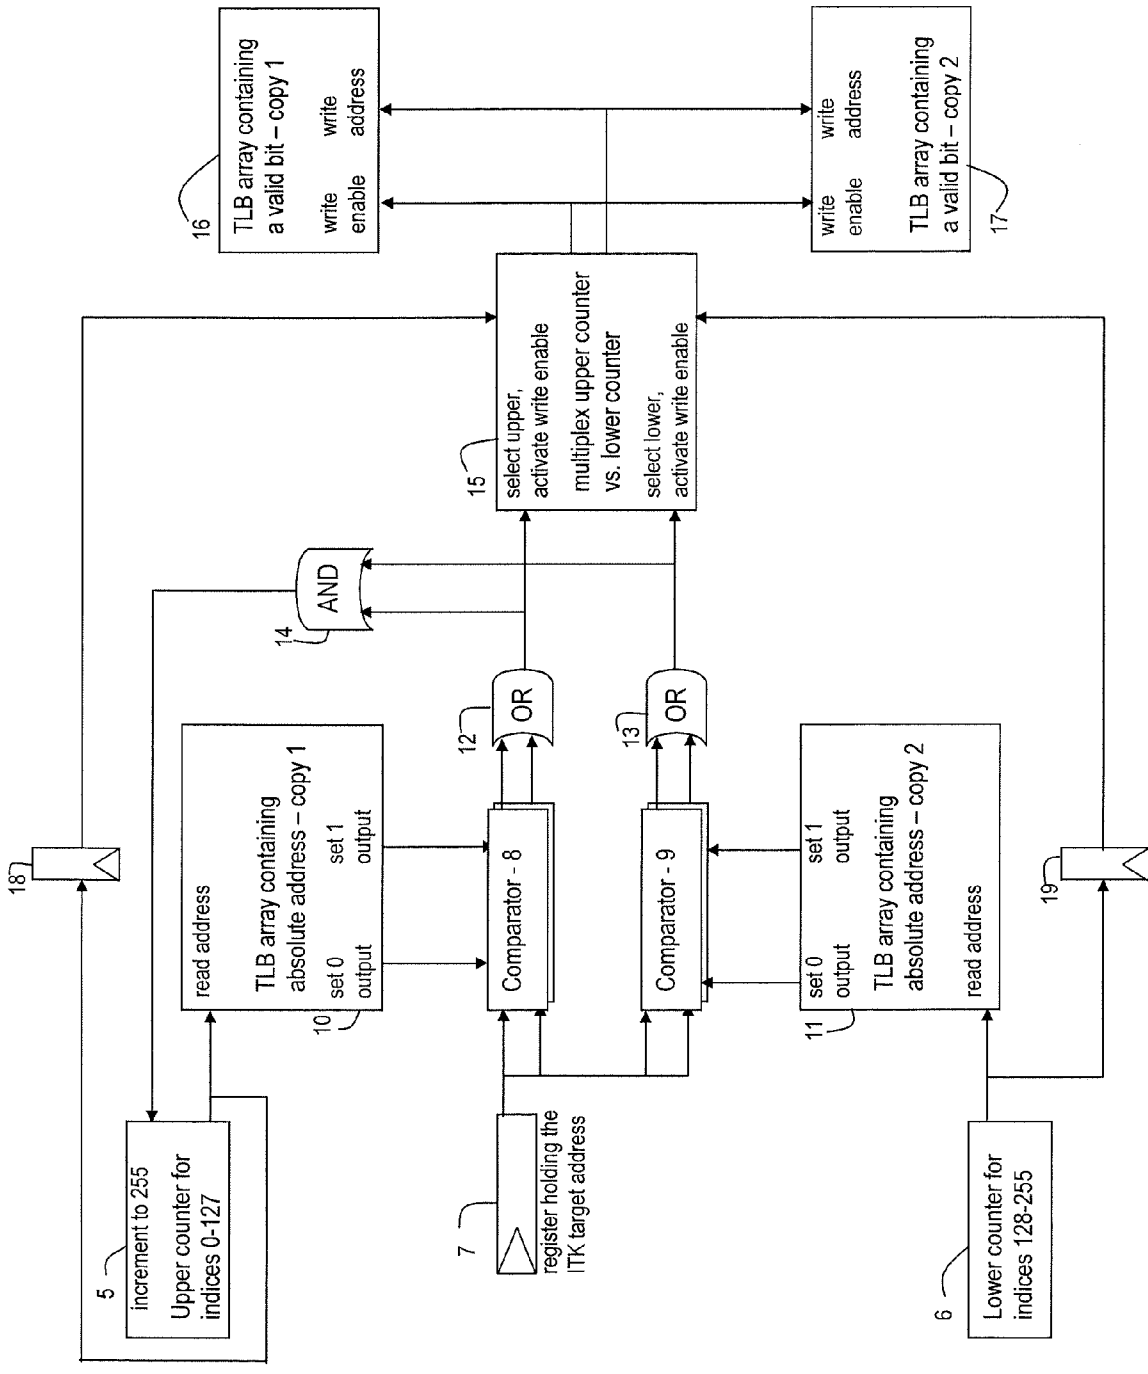 5
increment to 255
Upper counter for
indices 0-127
18
read address
TLB array containing
absolute address – copy 1
set 0
output
set 1
output
10
7
register holding the
ITK target address
Comparator - 8
Comparator - 9
12
OR
13
OR
14
AND
11
set 0
output
set 1
output
TLB array containing
absolute address – copy 2
read address
6
Lower counter for
indices 128-255
19
15
select upper,
activate write enable
multiplex upper counter
vs. lower counter
select lower,
activate write enable
16
TLB array containing
a valid bit – copy 1
write
enable
write
address
17
write
enable
write
address
TLB array containing
a valid bit – copy 2